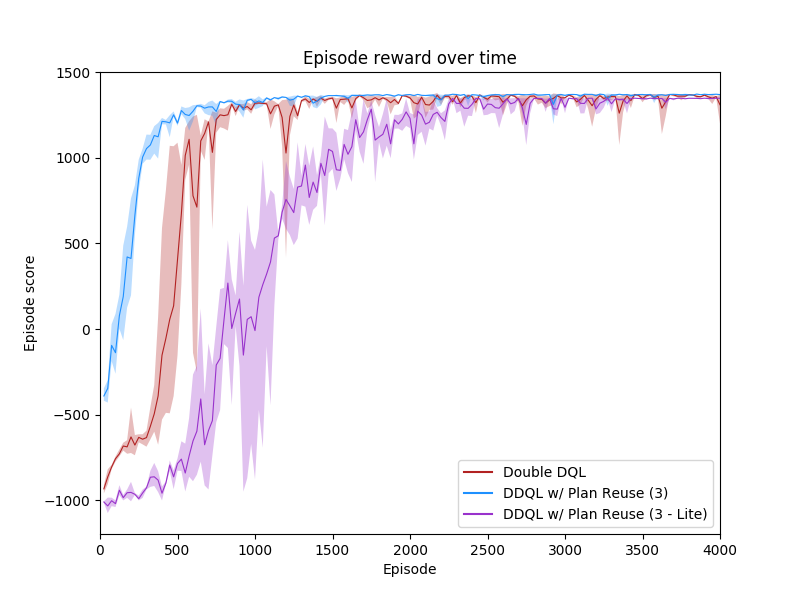 Episode reward over time
1500
1000
500
0
−500
−1000
Episode score
0
500
1000
1500
2000
2500
3000
3500
4000
Episode
Double DQL
DDQL w/ Plan Reuse (3)
DDQL w/ Plan Reuse (3 - Lite)